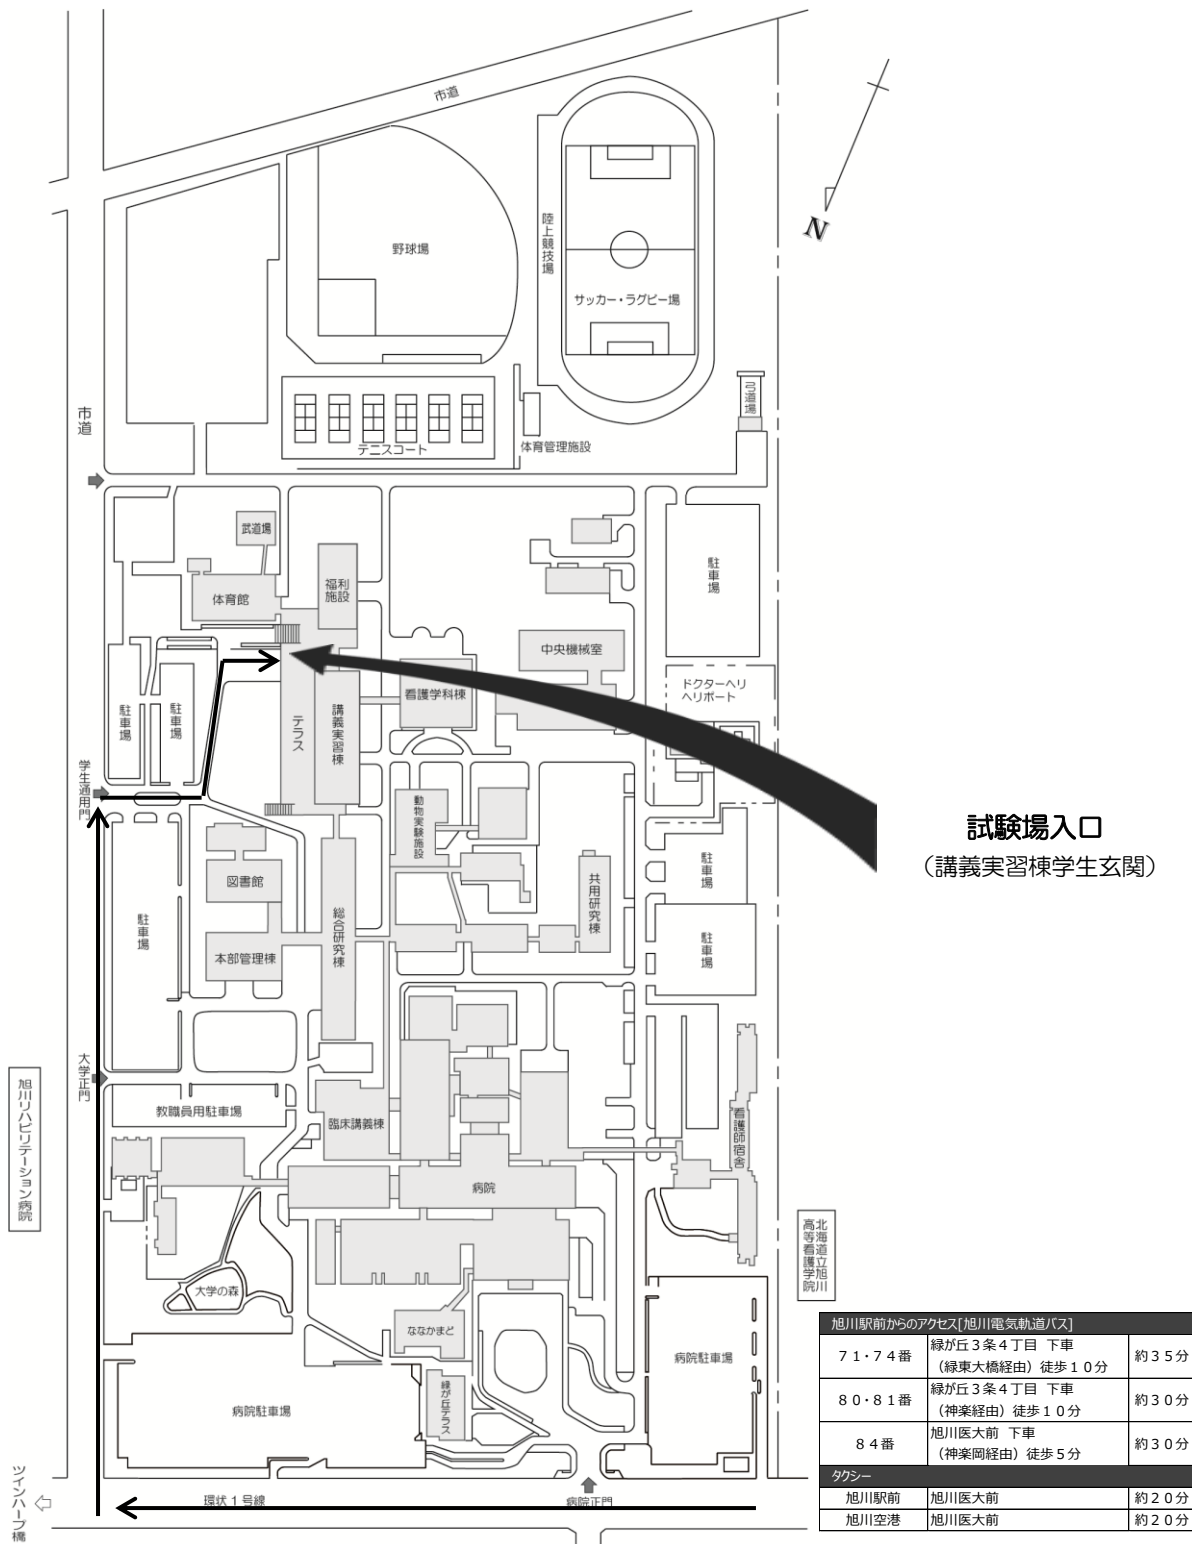 市道
N
野球場
陸上競技場
サッカー・ラグビー場
弓道場
市道
テニスコート
体育管理施設
武道場
体育館
福利
施設
駐車場
中央機械室
ドクターヘリ
ヘリポート
看護学科棟
駐車場
駐車場
テラス
講義実習棟
学生通用門
動物実験施設
試験場入口
(講義実習棟学生玄関)
図書館
共用研究棟
駐車場
駐車場
総合研究棟
駐車場
本部管理棟
大学正門
旭川リハビリテーション病院
教職員用駐車場
臨床講義棟
看護師宿舎
病院
北海道立旭川
高等看護学院
大学の森
ななかまど
病院駐車場
緑が丘テラス
病院駐車場
ツインハープ橋
環状1号線
病院正門
旭川駅前からのアクセス[旭川電気軌道バス]
71・74番 緑が丘3条4丁目 下車 約35分
(緑東大橋経由)徒歩10分
80・81番 緑が丘3条4丁目 下車 約30分
(神楽経由)徒歩10分
84番 旭川医大前 下車 約30分
(神楽岡経由)徒歩5分
タクシー
旭川駅前 旭川医大前 約20分
旭川空港 旭川医大前 約20分